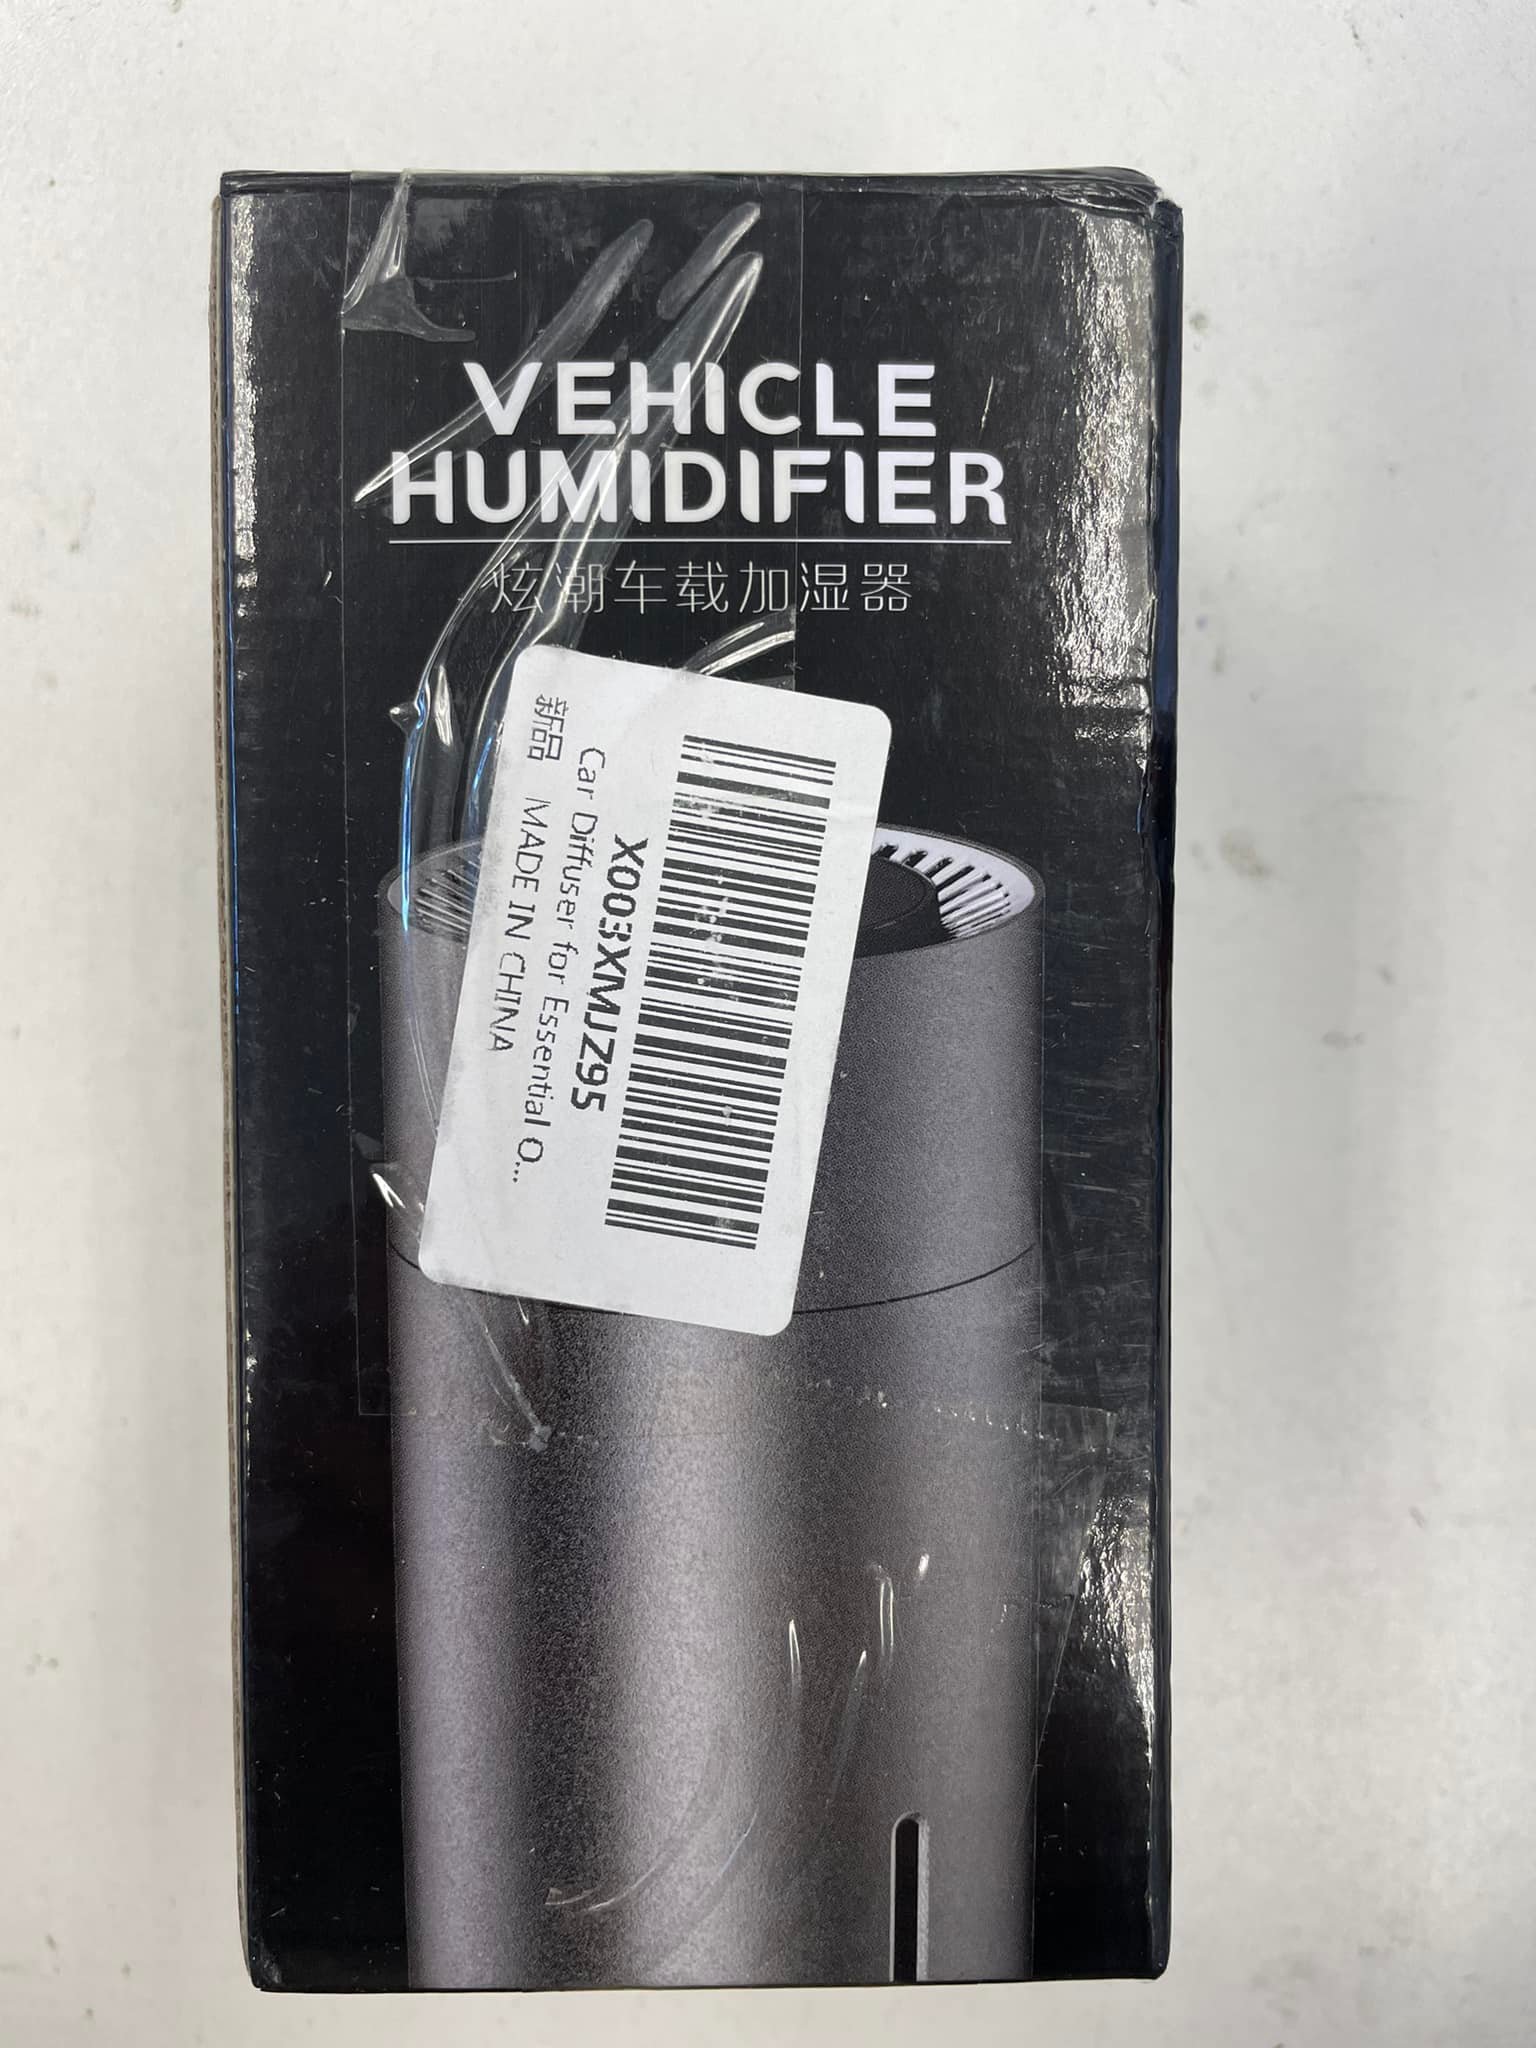 VEHICLE
HUMIDIFIER
炫潮车载加湿器
X003XMJZ95
Car Diffuser for Essential O...
新品 MADE IN CHINA